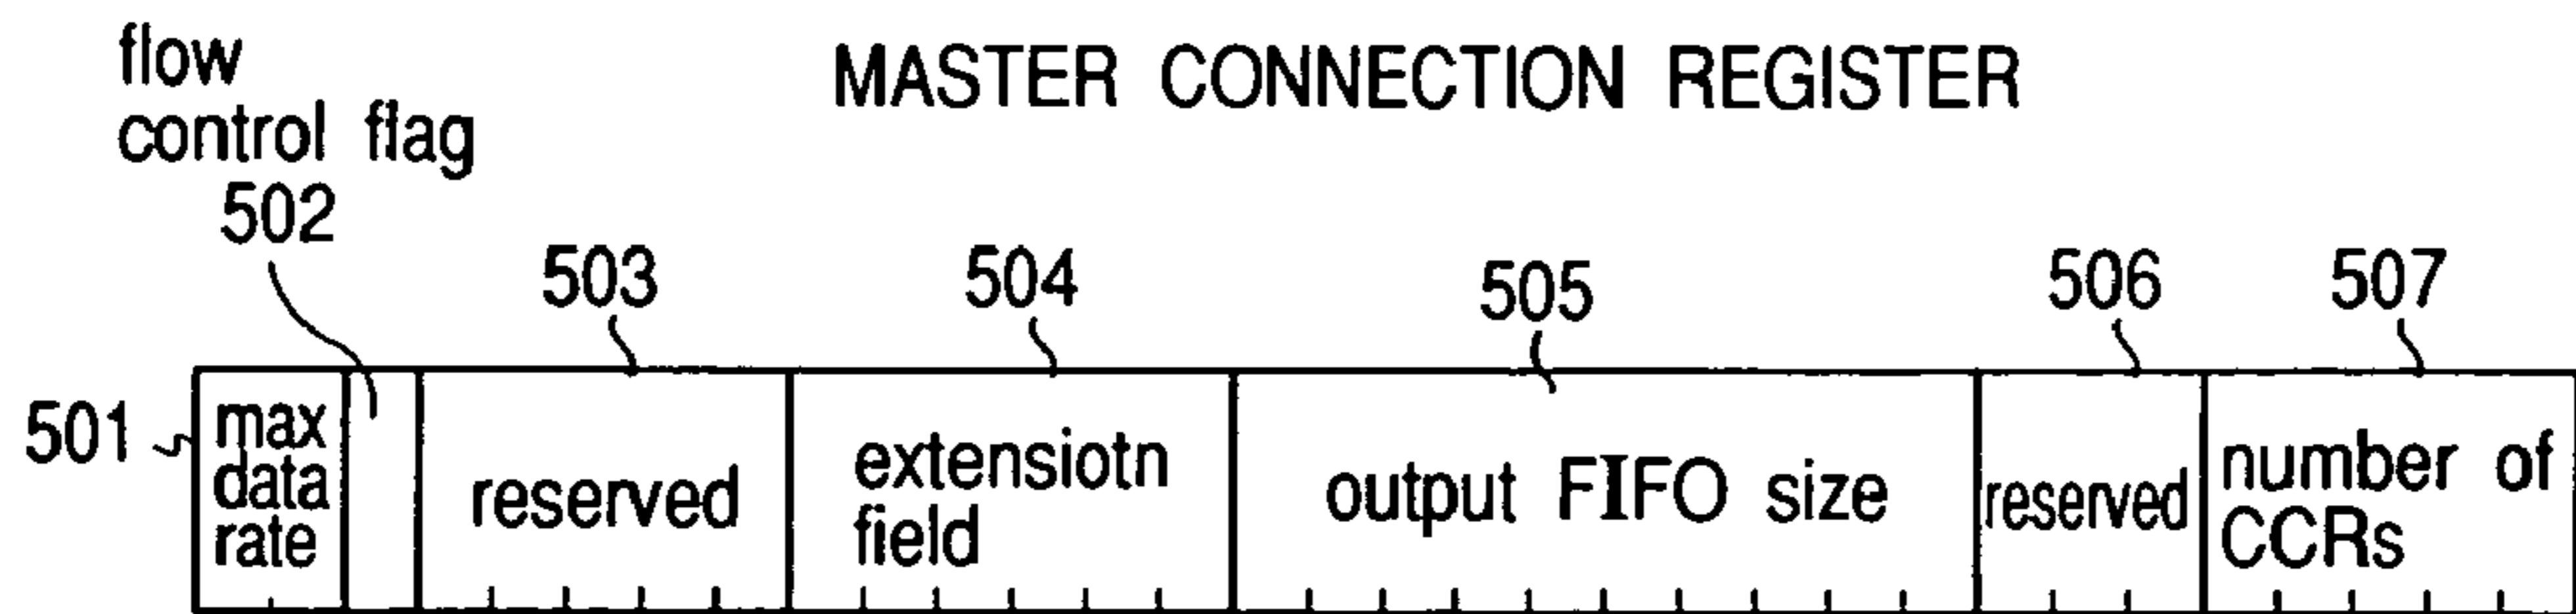 flow
control flag
502
MASTER CONNECTION REGISTER
503
504
505
506
507
501
max
data
rate
reserved
extensiotn
field
output FIFO size
reserved
number of
CCRs